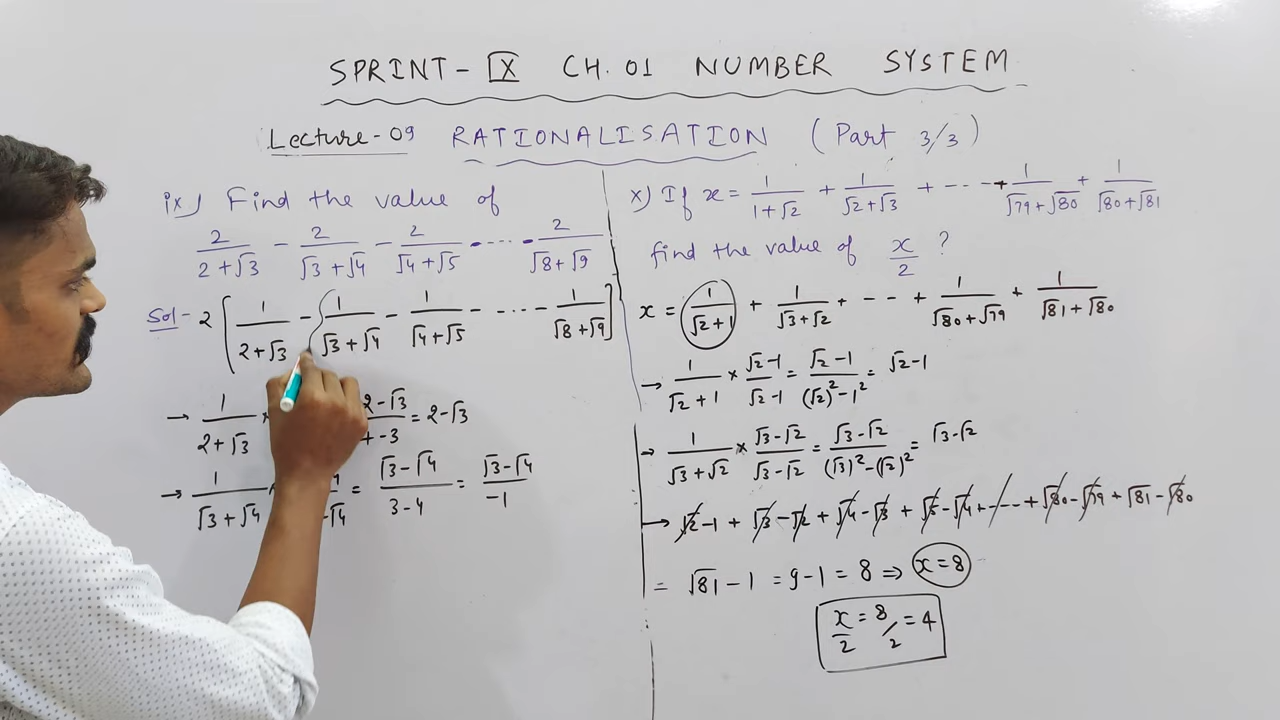 SPRINT-IX CH. 01 NUMBER SYSTEM
Lecture-09 RATIONALISATION (Part 3/3)
ix) Find the value of
2/(2+√3) - 2/(√3+√4) - 2/(√4+√5) - ---- - 2/(√8+√9)
Sol- 2[1/(2+√3) - 1/(√3+√4) - 1/(√4+√5) - ---- - 1/(√8+√9)]
→ 1/(2+√3) × 2-√3 / +-3 = 2-√3
→ 1/(√3+√4) × -√4 = (√3-√4)/(3-4) = (√3-√4)/-1
x) If x = 1/(1+√2) + 1/(√2+√3) + ---- + 1/(√79+√80) + 1/(√80+√81)
find the value of x/2 ?
x = 1/(√2+1) + 1/(√3+√2) + --- + 1/(√80+√79) + 1/(√81+√80)
→ 1/(√2+1) × (√2-1)/(√2-1) = (√2-1)/((√2)²-1²) = √2-1
→ 1/(√3+√2) × (√3-√2)/(√3-√2) = (√3-√2)/((√3)²-(√2)²) = √3-√2
→ √2-1 + √3-√2 + √4-√3 + √5-√4 + --- + √80-√79 + √81-√80
= √81-1 = 9-1 = 8 ⇒ x=8
x/2 = 8/2 = 4